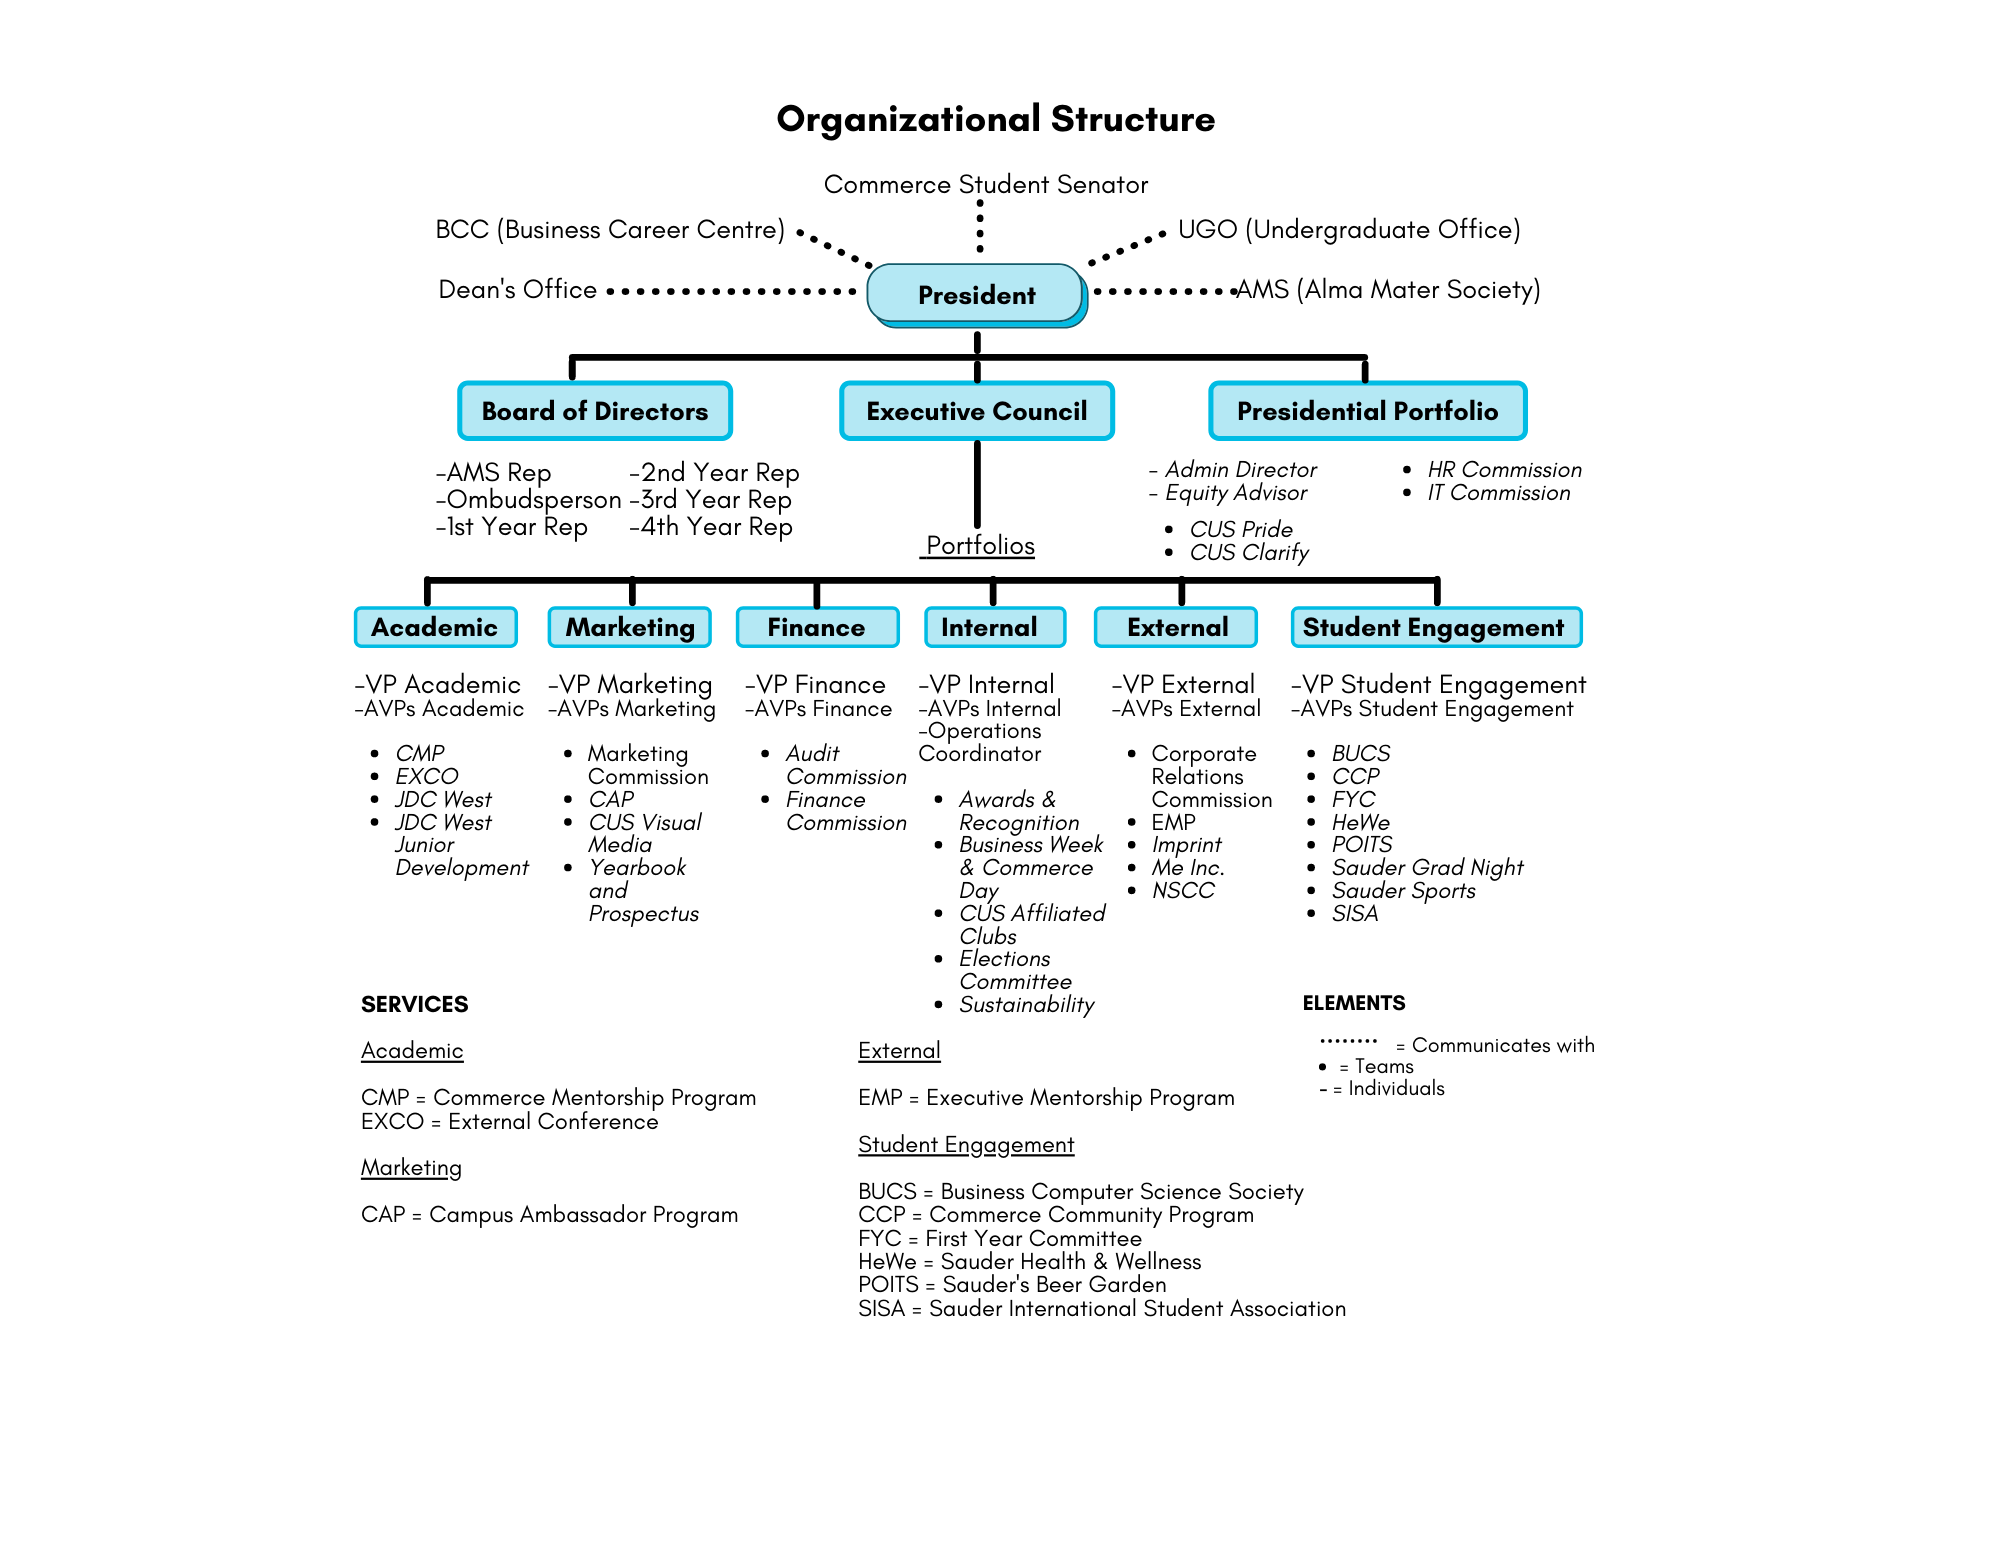 Organizational Structure
Commerce Student Senator
BCC (Business Career Centre)
UGO (Undergraduate Office)
Dean's Office
President
AMS (Alma Mater Society)
Board of Directors
Executive Council
Presidential Portfolio
-AMS Rep
-Ombudsperson
-1st Year Rep
-2nd Year Rep
-3rd Year Rep
-4th Year Rep
- Admin Director
- Equity Advisor
• CUS Pride
• CUS Clarify
• HR Commission
• IT Commission
Portfolios
Academic
-VP Academic
-AVPs Academic
• CMP
• EXCO
• JDC West
• JDC West
Junior
Development
Marketing
-VP Marketing
-AVPs Marketing
• Marketing
Commission
• CAP
• CUS Visual
Media
• Yearbook
and
Prospectus
Finance
-VP Finance
-AVPs Finance
• Audit
Commission
• Finance
Commission
Internal
-VP Internal
-AVPs Internal
-Operations
Coordinator
• Awards &
Recognition
• Business Week
& Commerce
Day
• CUS Affiliated
Clubs
• Elections
Committee
• Sustainability
External
-VP External
-AVPs External
• Corporate
Relations
Commission
• EMP
• Imprint
• Me Inc.
• NSCC
Student Engagement
-VP Student Engagement
-AVPs Student Engagement
• BUCS
• CCP
• FYC
• HeWe
• POITS
• Sauder Grad Night
• Sauder Sports
• SISA
SERVICES
Academic
CMP = Commerce Mentorship Program
EXCO = External Conference
Marketing
CAP = Campus Ambassador Program
External
EMP = Executive Mentorship Program
Student Engagement
BUCS = Business Computer Science Society
CCP = Commerce Community Program
FYC = First Year Committee
HeWe = Sauder Health & Wellness
POITS = Sauder's Beer Garden
SISA = Sauder International Student Association
ELEMENTS
........ = Communicates with
• = Teams
- = Individuals